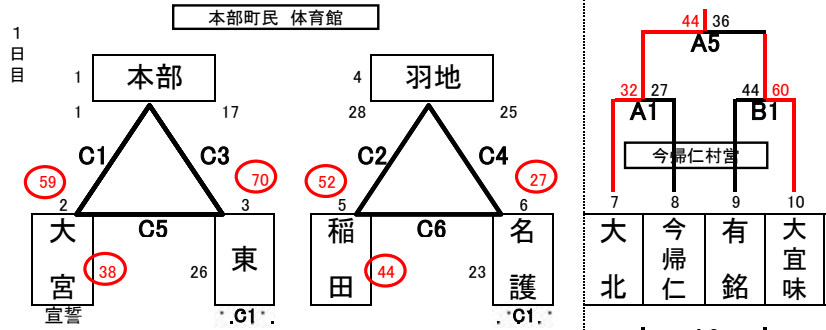 本部町民 体育館
1日目
1 本部
4 羽地
1 17
28 25
C1 C3
C2 C4
59 70
52 27
2 3
5 6
C5
C6
大宮
38
26
東
稲田
44
23
名護
宣誓
.C1.
.C1.
44 36
A5
32 27
44 60
A1
B1
今帰仁村営
7 8 9 10
大北
今帰仁
有銘
大宜味